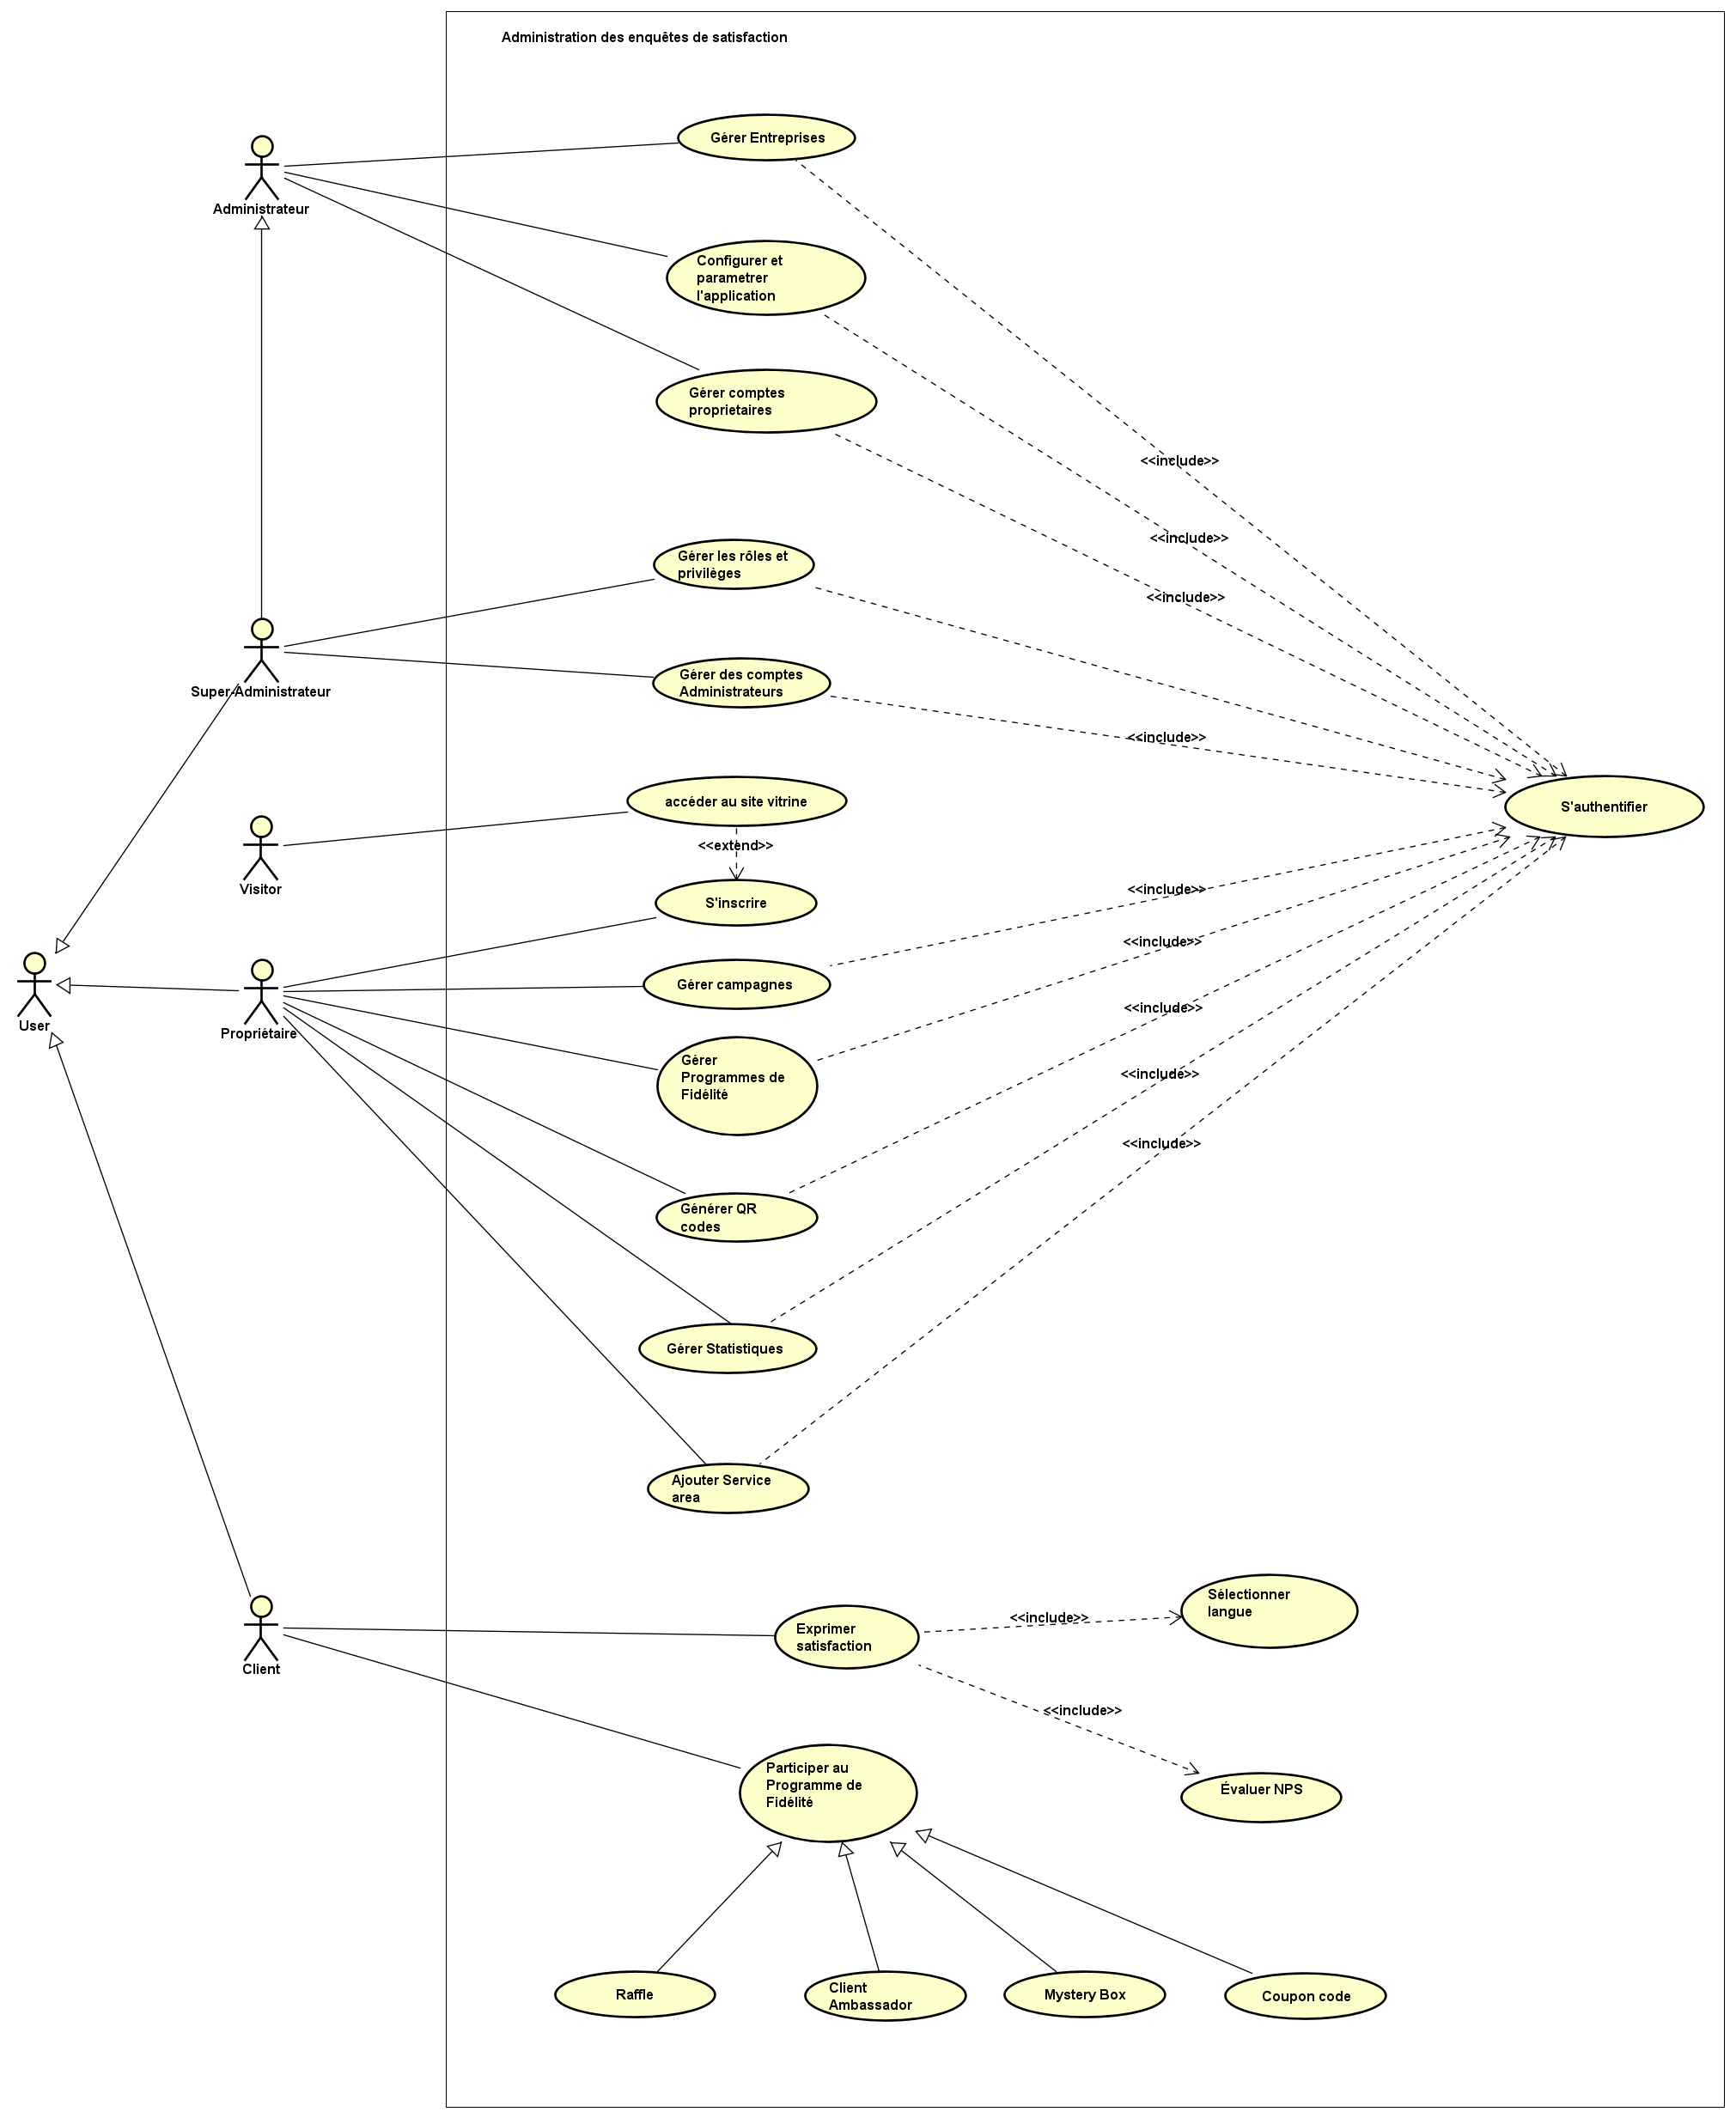 Administration des enquêtes de satisfaction
Gérer Entreprises
Administrateur
Configurer et
parametrer
l'application
Gérer comptes
proprietaires
<<include>>
<<include>>
<<include>>
Gérer les rôles et
privilèges
Super-Administrateur
Gérer des comptes
Administrateurs
<<include>>
accéder au site vitrine
S'authentifier
<<extend>>
Visitor
S'inscrire
<<include>>
<<include>>
Gérer campagnes
User
Propriétaire
<<include>>
Gérer
Programmes de
Fidélité
<<include>>
<<include>>
Générer QR
codes
Gérer Statistiques
Ajouter Service
area
Client
Exprimer
satisfaction
<<include>>
Sélectionner
langue
<<include>>
Participer au
Programme de
Fidélité
Évaluer NPS
Raffle
Client
Ambassador
Mystery Box
Coupon code